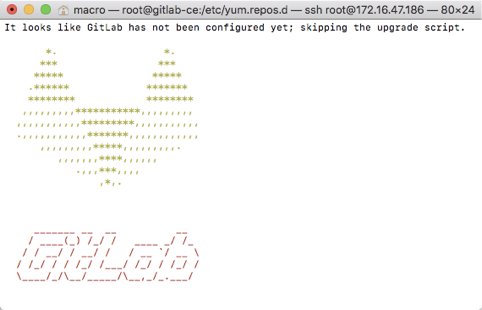 macro — root@gitlab-ce:/etc/yum.repos.d — ssh root@172.16.47.186 — 80×24
It looks like GitLab has not been configured yet; skipping the upgrade script.
GitLab